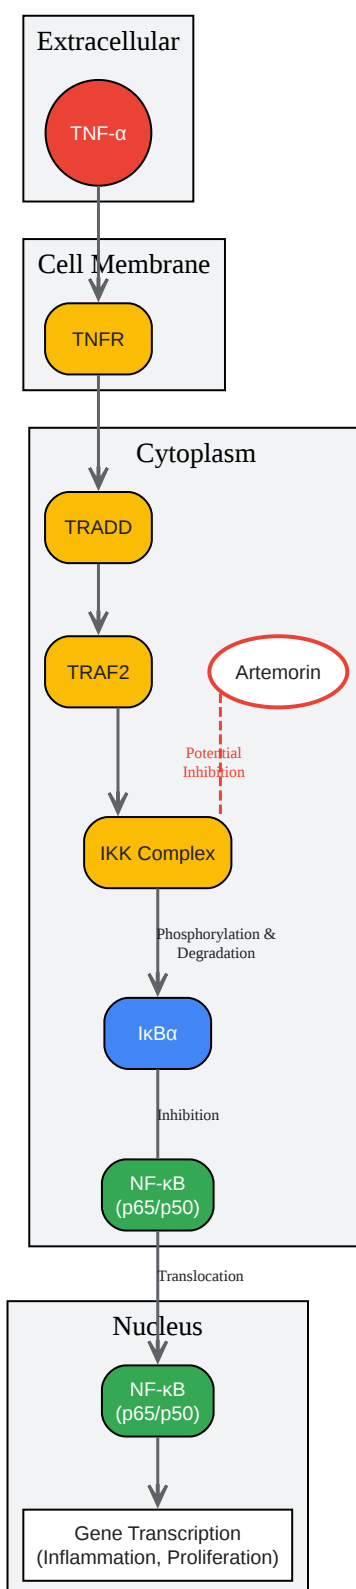 Extracellular
TNF-α
Cell Membrane
TNFR
Cytoplasm
TRADD
TRAF2
Artemorin
Potential
Inhibition
IKK Complex
Phosphorylation &
Degradation
IκBα
Inhibition
NF-κB
(p65/p50)
Translocation
Nucleus
NF-κB
(p65/p50)
Gene Transcription
(Inflammation, Proliferation)